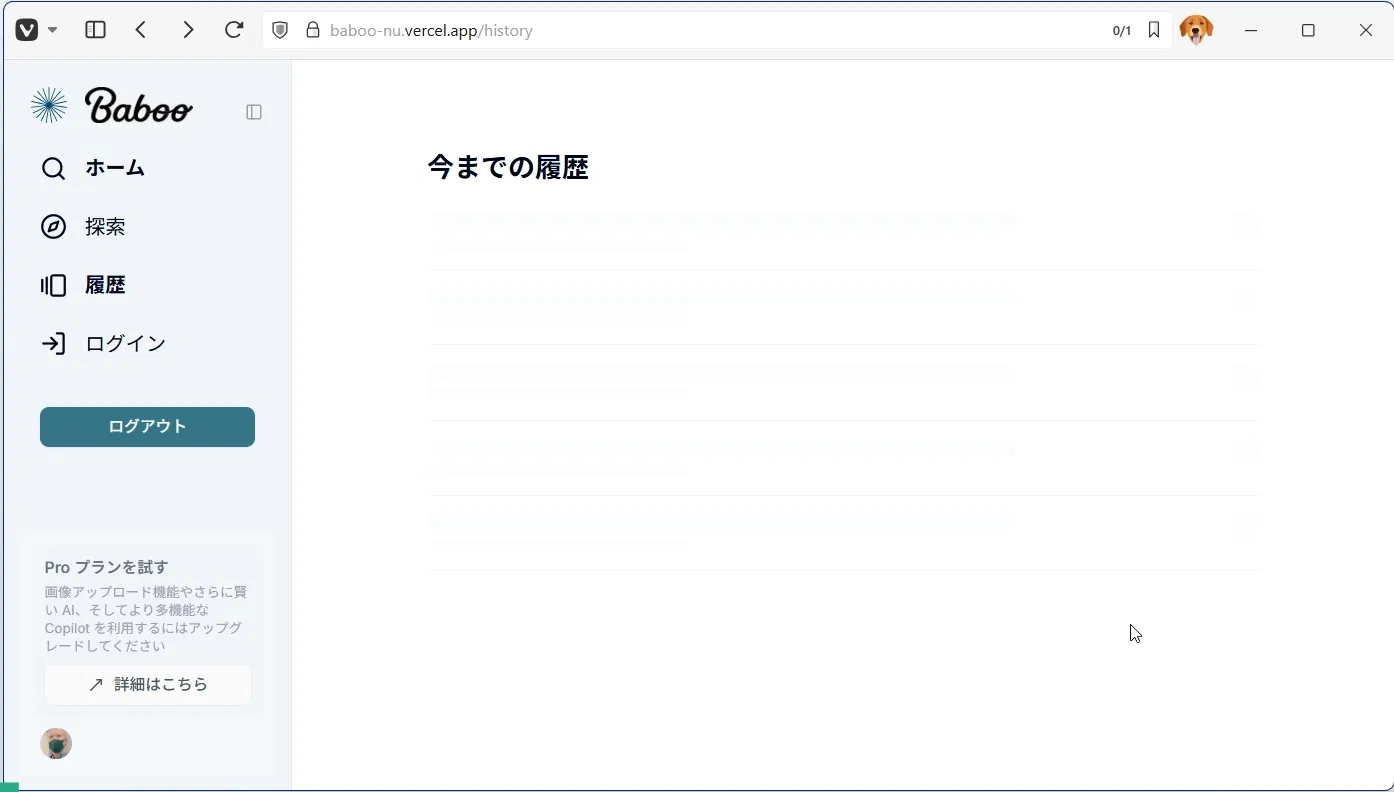 baboo-nu.vercel.app/history
0/1
Baboo
ホーム
探索
履歴
ログイン
ログアウト
Pro プランを試す
画像アップロード機能やさらに賢
い AI、そしてより多機能な
Copilot を利用するにはアップグ
レードしてください
詳細はこちら
今までの履歴